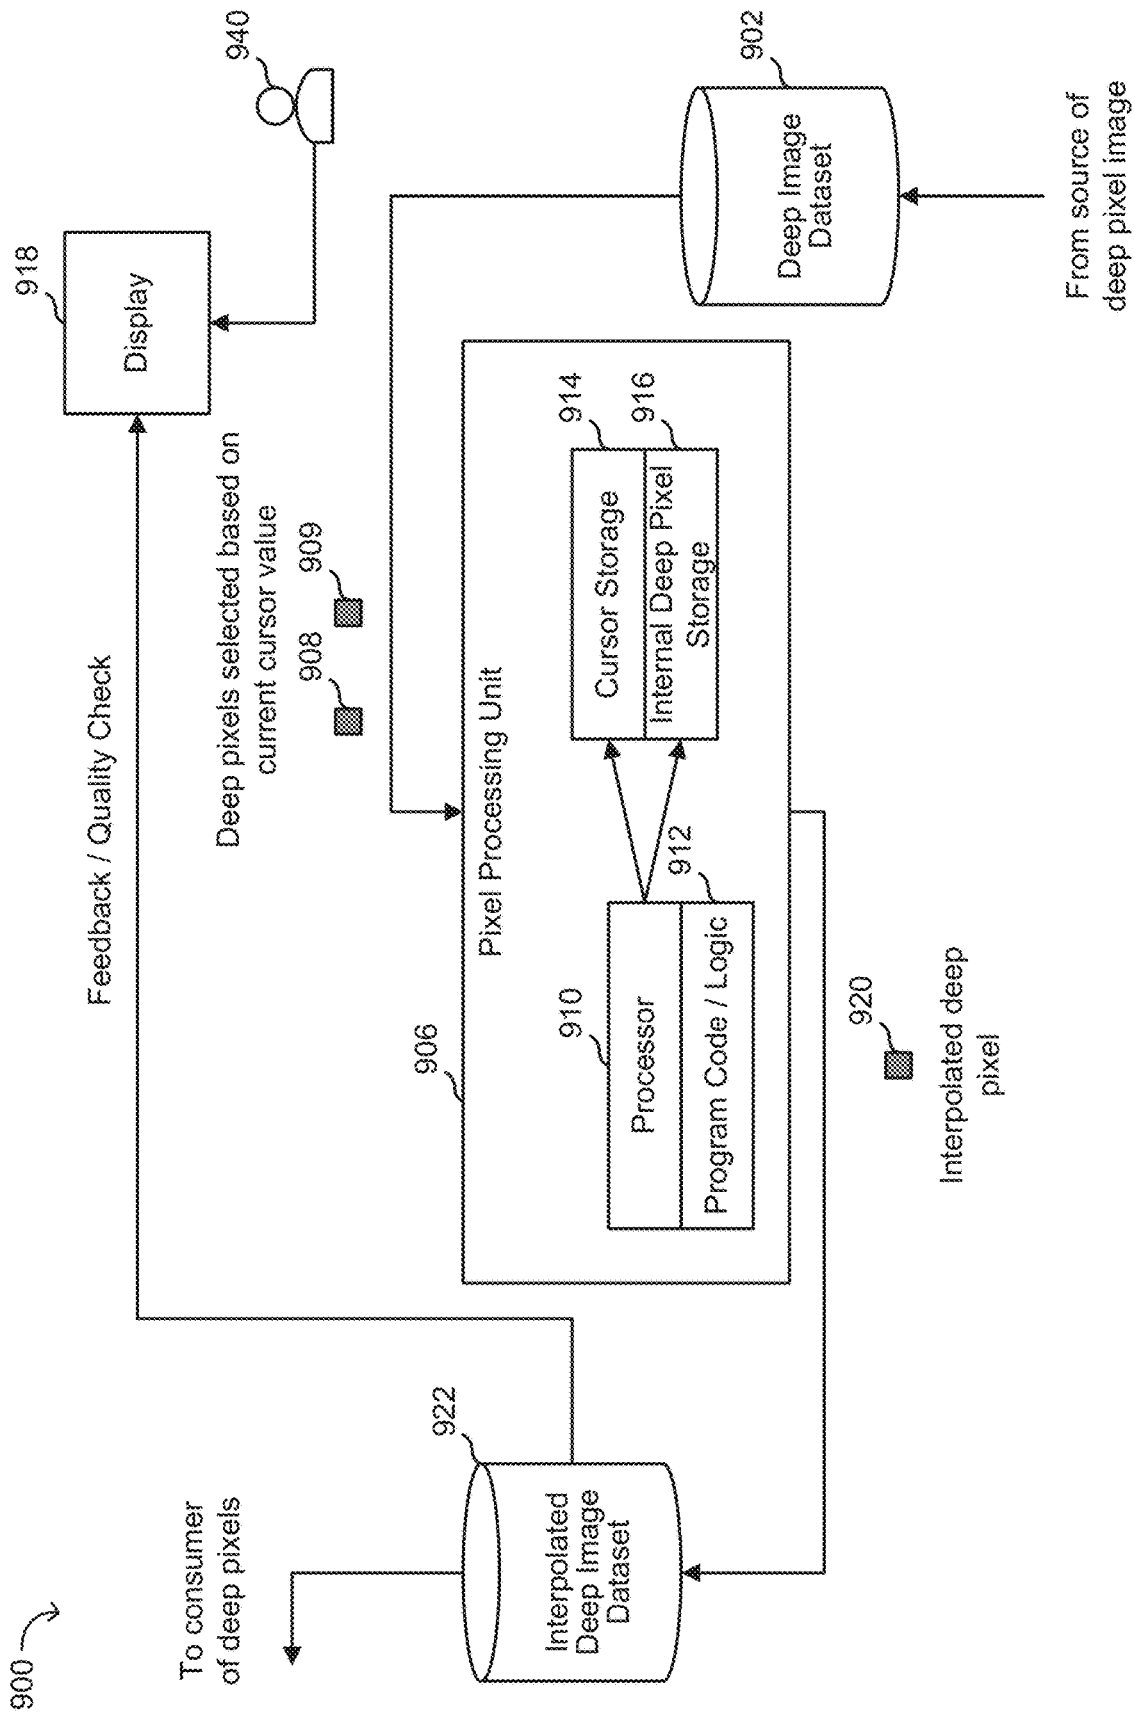 900
To consumer
of deep pixels
922
Interpolated
Deep Image
Dataset
Feedback / Quality Check
918
Display
940
Deep pixels selected based on
current cursor value
908
909
906
Pixel Processing Unit
910
Processor
Program Code / Logic
912
914
Cursor Storage
916
Internal Deep Pixel
Storage
902
Deep Image
Dataset
From source of
deep pixel image
920
Interpolated deep
pixel